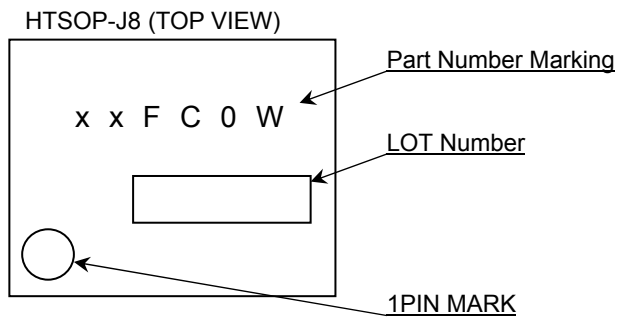 HTSOP-J8 (TOP VIEW)
Part Number Marking
x x F C 0 W
LOT Number
1PIN MARK